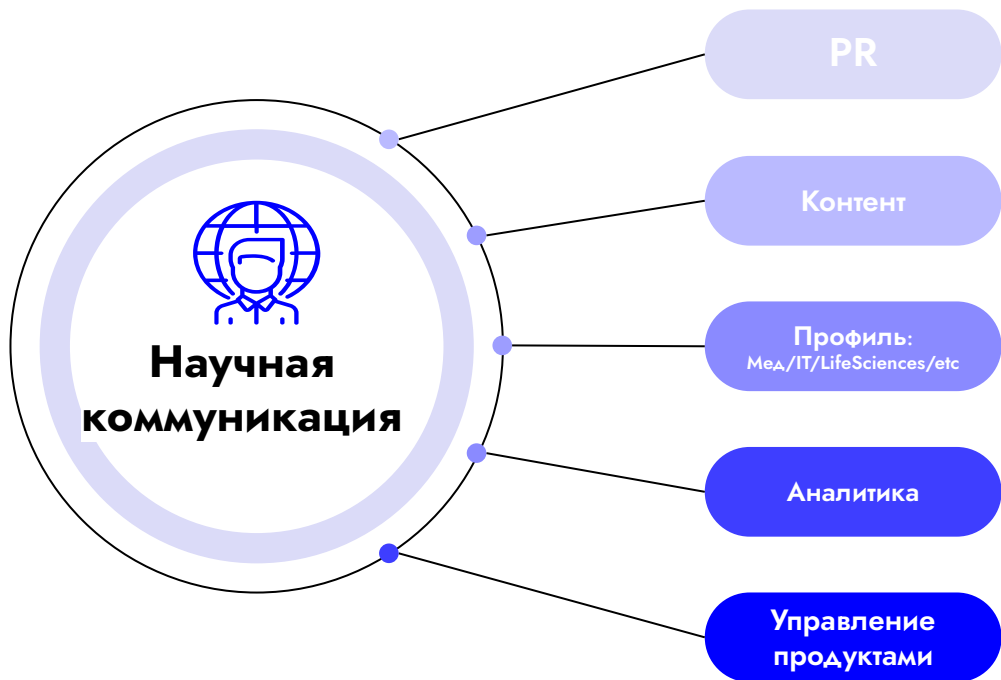 PR
Контент
Научная
коммуникация
Профиль:
Мед/IT/LifeSciences/etc
Аналитика
Управление
продуктами